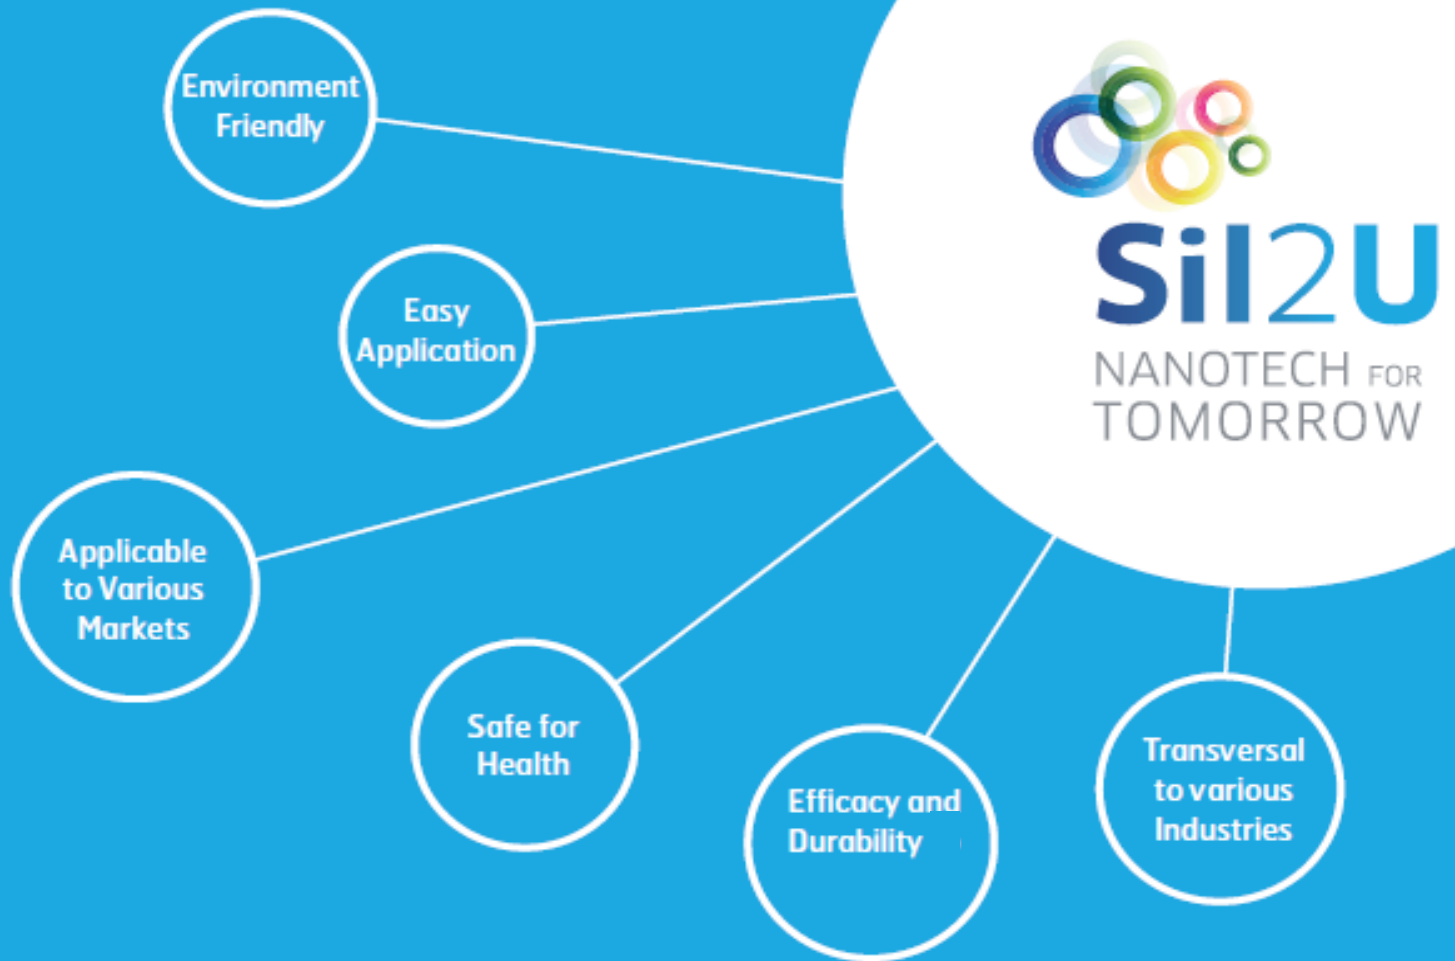 Environment
Friendly
Sil2U
NANOTECH FOR
TOMORROW
Easy
Application
Applicable
to Various
Markets
Safe for
Health
Efficacy and
Durability
Transversal
to various
Industries